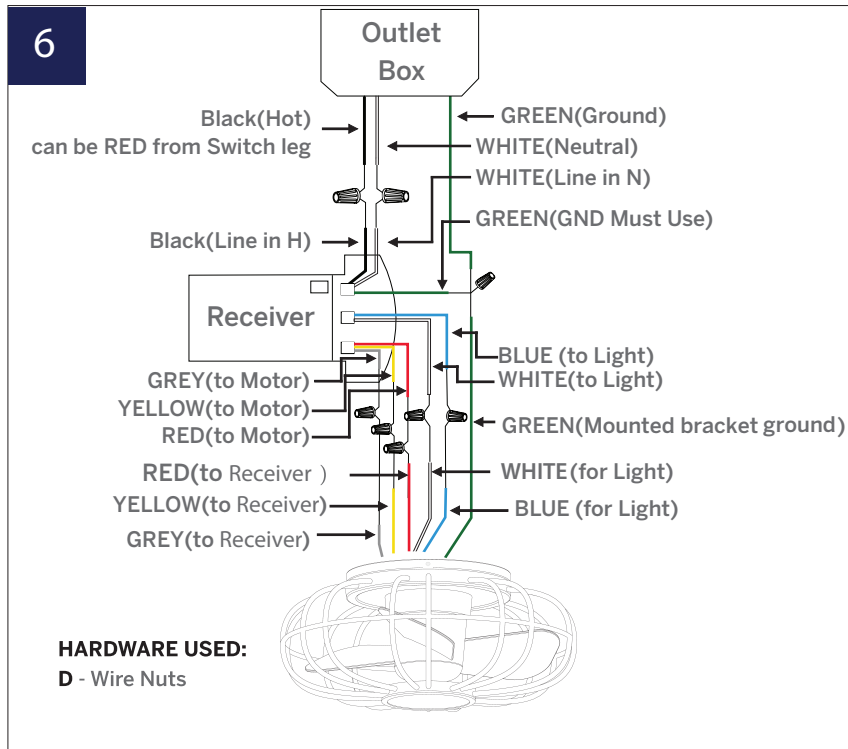 6
Outlet
Box
Black(Hot)
can be RED from Switch leg
GREEN(Ground)
WHITE(Neutral)
WHITE(Line in N)
GREEN(GND Must Use)
Black(Line in H)
Receiver
BLUE (to Light)
WHITE(to Light)
GREY(to Motor)
YELLOW(to Motor)
RED(to Motor)
GREEN(Mounted bracket ground)
RED(to Receiver )
WHITE(for Light)
YELLOW(to Receiver)
BLUE (for Light)
GREY(to Receiver)
HARDWARE USED:
D - Wire Nuts